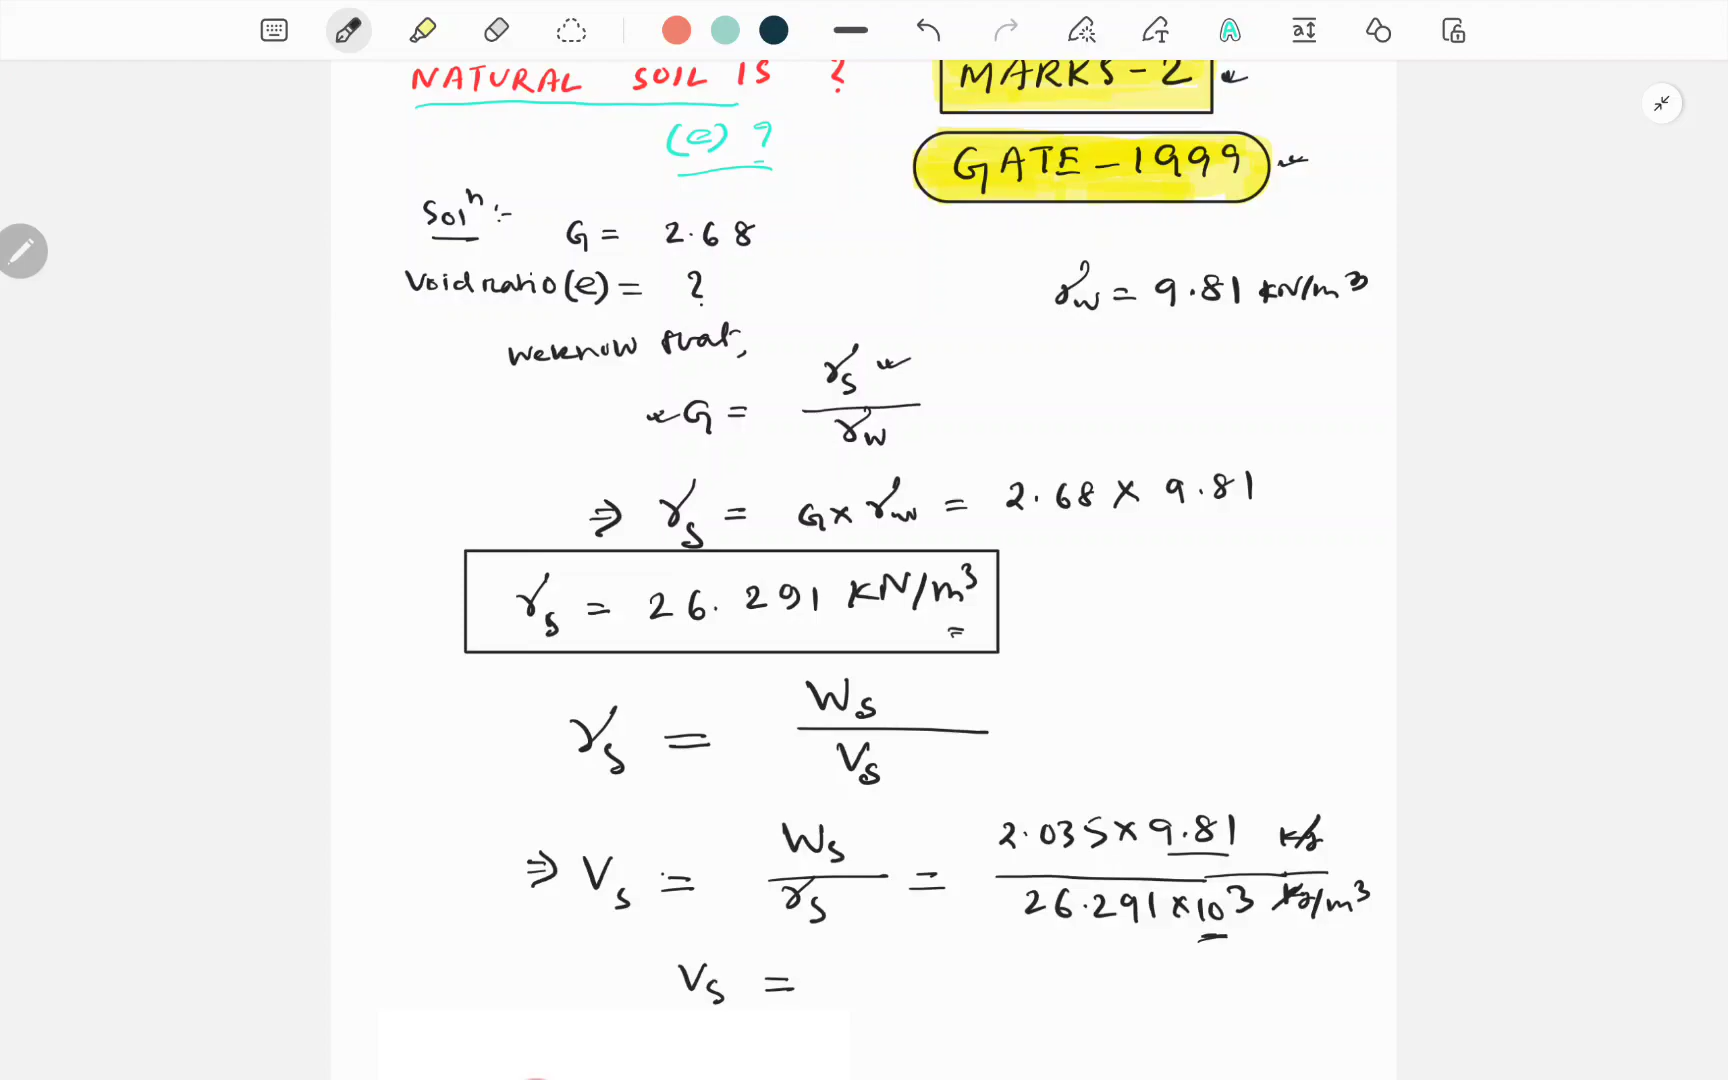 NATURAL SOIL IS ?
MARKS - 2
(e) ?
GATE - 1999
Solⁿ :-
G = 2.68
Void ratio (e) = ?
γw = 9.81 kN/m³
We know that,
G = γs / γw
⇒ γs = G x γw = 2.68 x 9.81
γs = 26.291 KN/m³
γs = Ws / Vs
⇒ Vs = Ws / γs = 2.035 x 9.81 / 26.291 x 10³ /m³
Vs =